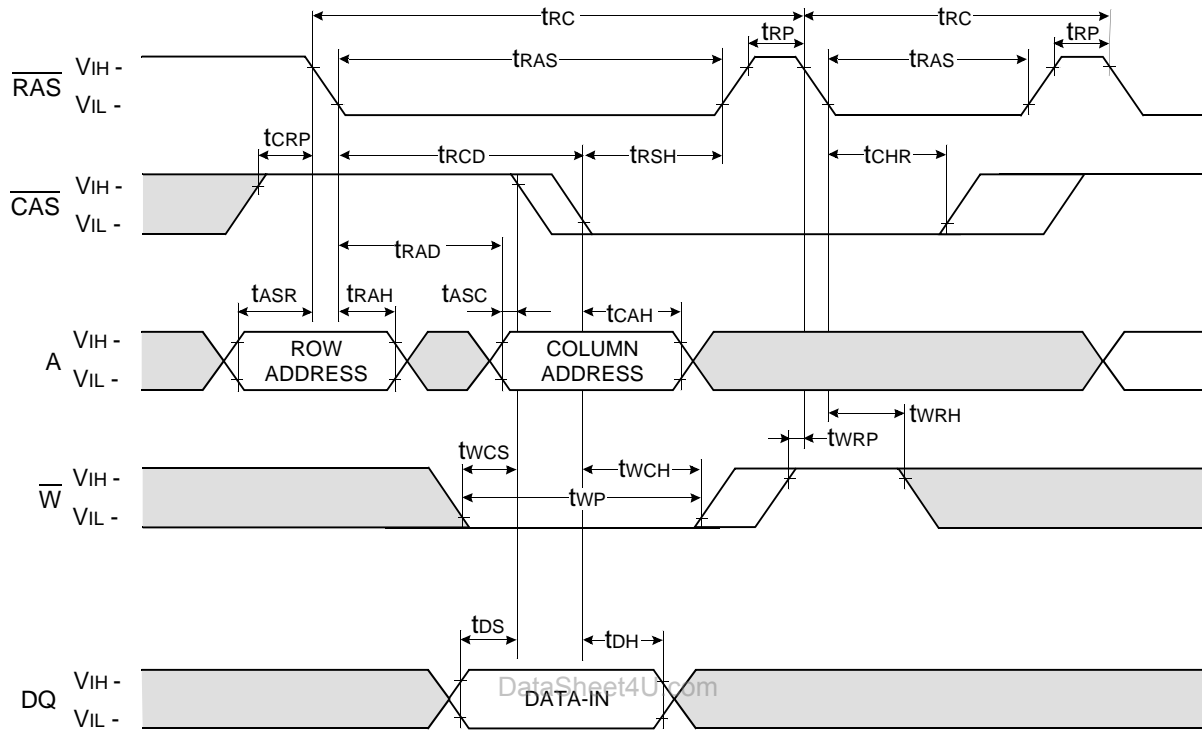 tRC tRC
tRP tRP
tRAS tRAS
RAS
VIH -
VIL -
tCRP tRCD tRSH tCHR
CAS
VIH -
VIL -
tRAD
tASR tRAH tASC tCAH
A
VIH -
VIL -
ROW ADDRESS
COLUMN ADDRESS
tWRH
tWRP
tWCS tWCH
tWP
W
VIH -
VIL -
tDS tDH
DQ
VIH -
VIL -
DATA-IN
DataSheet4U.com